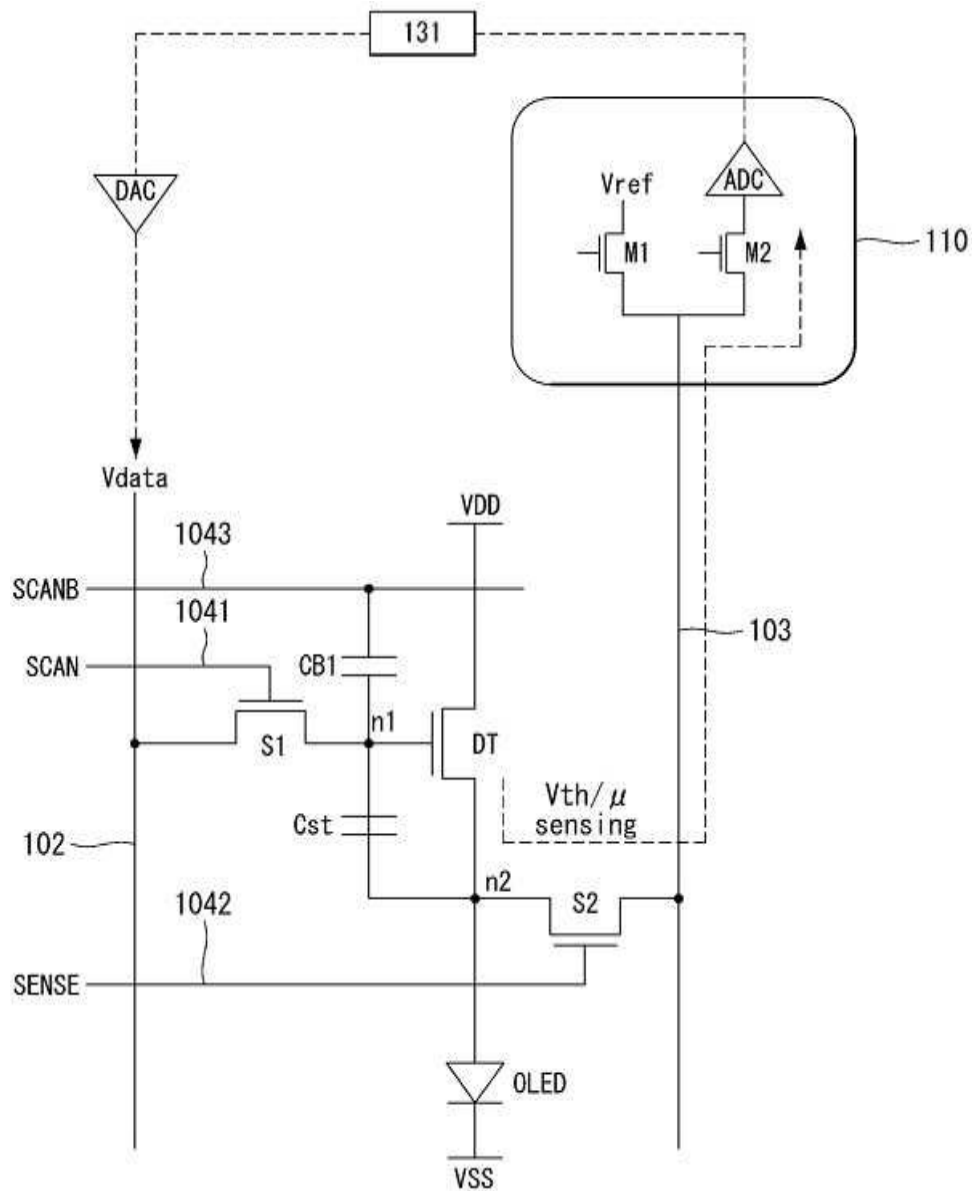 131
DAC
ADC
Vref
M1
M2
110
Vdata
VDD
1043
SCANB
1041
SCAN
CB1
103
n1
S1
DT
Vth/μ
sensing
Cst
102
n2
S2
1042
SENSE
OLED
VSS